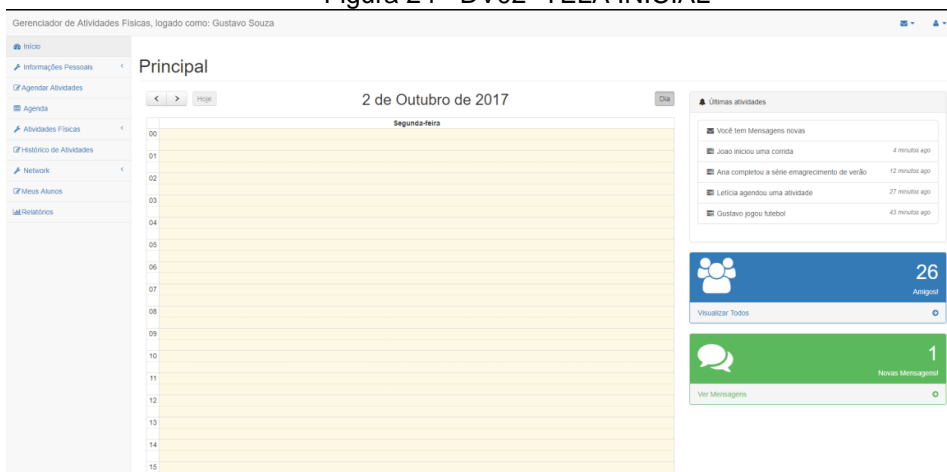 Figura 24 - DV02- TELA INICIAL
Gerenciador de Atividades Físicas, logado como: Gustavo Souza
Início
Informações Pessoais
Agendar Atividades
Agenda
Atividades Físicas
Histórico de Atividades
Network
Meus Alunos
Relatórios
Principal
Hoje
2 de Outubro de 2017
Dia
Segunda-feira
00
01
02
03
04
05
06
07
08
09
10
11
12
13
14
15
Últimas atividades
Você tem Mensagens novas
Joao iniciou uma corrida 4 minutos ago
Ana completou a série emagrecimento de verão 12 minutos ago
Letícia agendou uma atividade 27 minutos ago
Gustavo jogou futebol 43 minutos ago
26
Amigos!
Visualizar Todos
1
Novas Mensagens!
Ver Mensagens